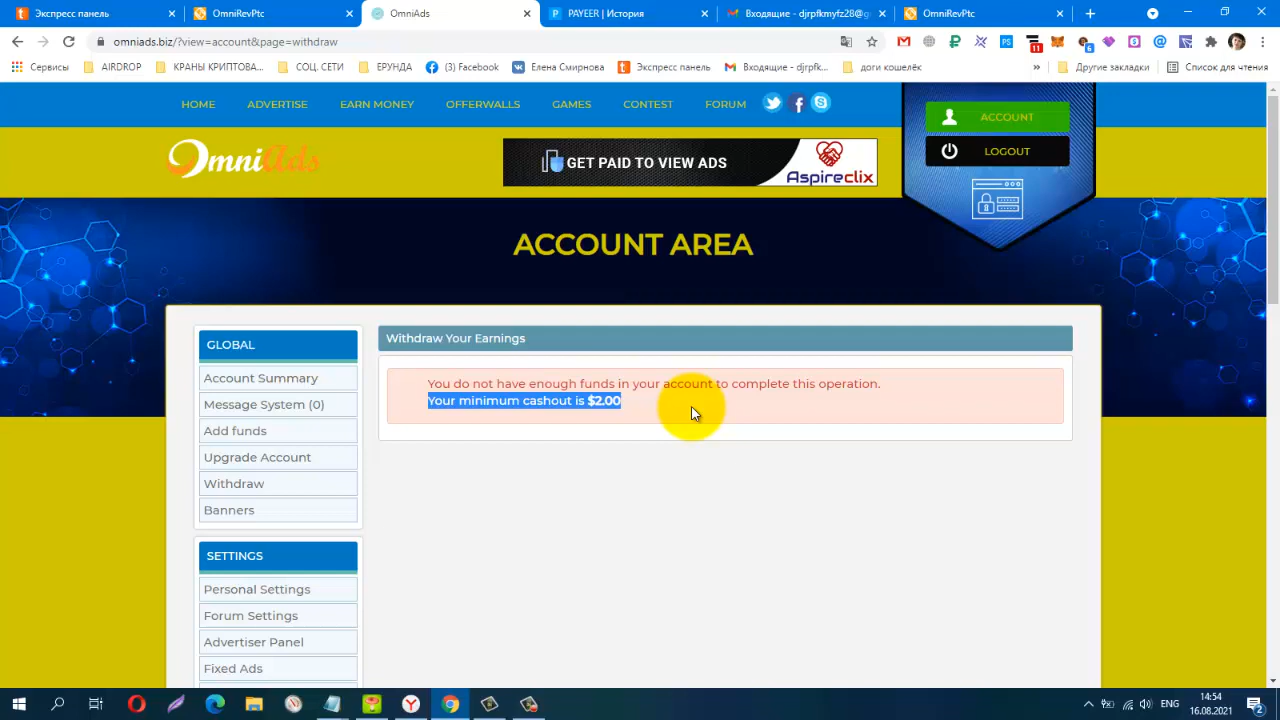 Экспресс панель
OmniRevPtc
OmniAds
PAYEER | История
Входящие - djrpfkmyfz28@g
OmniRevPtc
omniads.biz/?view=account&page=withdraw
11
6
Сервисы
AIRDROP
КРАНЫ КРИПТОВА...
СОЦ. СЕТИ
ЕРУНДА
(3) Facebook
Елена Смирнова
Экспресс панель
Входящие - djrpfk...
доги кошелёк
»
Другие закладки
Список для чтения
HOME
ADVERTISE
EARN MONEY
OFFERWALLS
GAMES
CONTEST
FORUM
ACCOUNT
LOGOUT
OmniAds
GET PAID TO VIEW ADS
Aspireclix
ACCOUNT AREA
GLOBAL
Account Summary
Message System (0)
Add funds
Upgrade Account
Withdraw
Banners
SETTINGS
Personal Settings
Forum Settings
Advertiser Panel
Fixed Ads
Withdraw Your Earnings
You do not have enough funds in your account to complete this operation.
Your minimum cashout is $2.00
ENG
14:54
16.08.2021
2